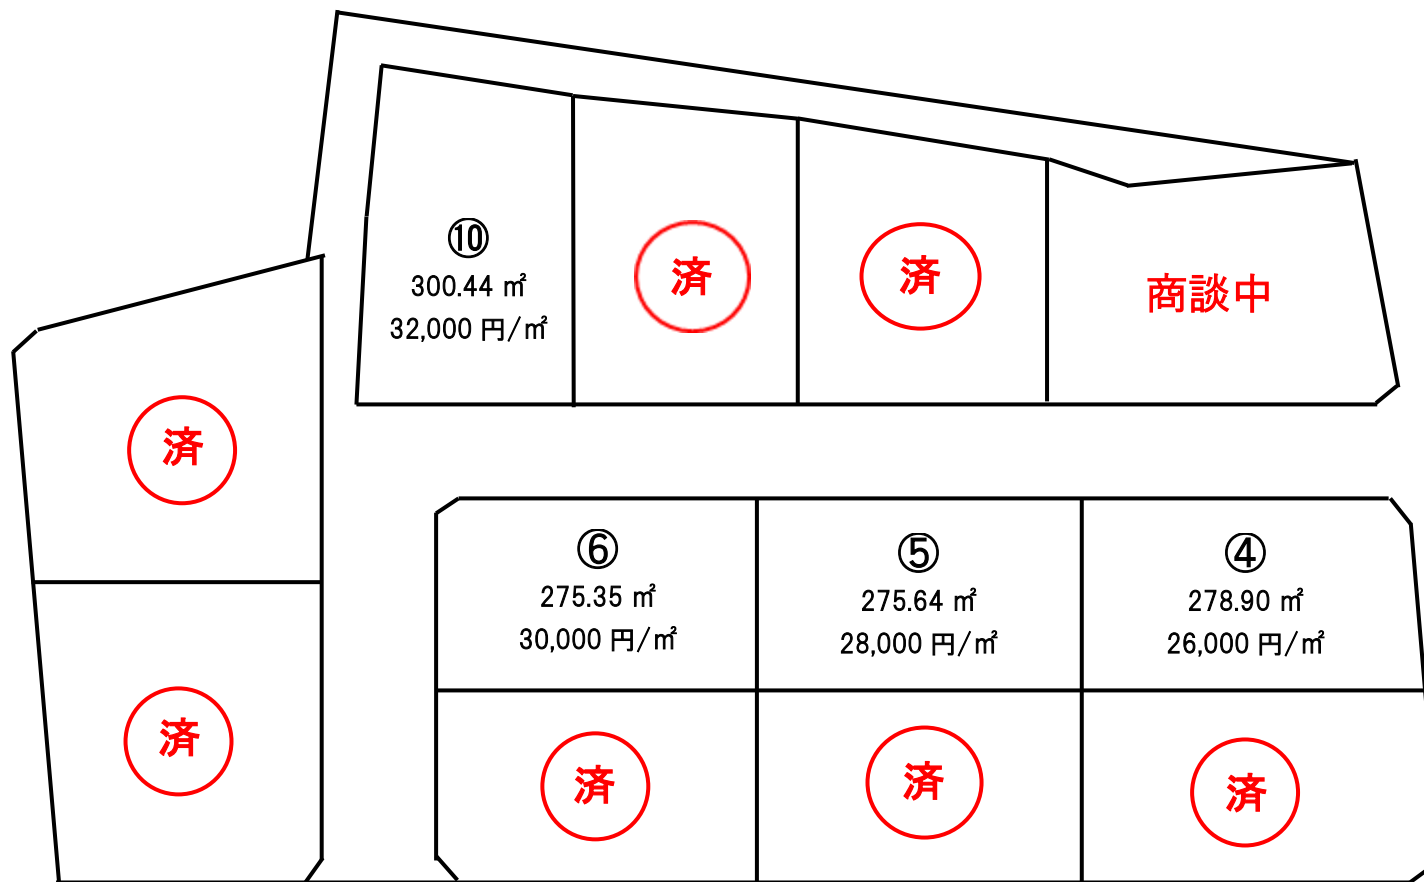 ⑩
300.44 ㎡
32,000 円/㎡
済
済
商談中
済
⑥
275.35 ㎡
30,000 円/㎡
⑤
275.64 ㎡
28,000 円/㎡
④
278.90 ㎡
26,000 円/㎡
済
済
済
済